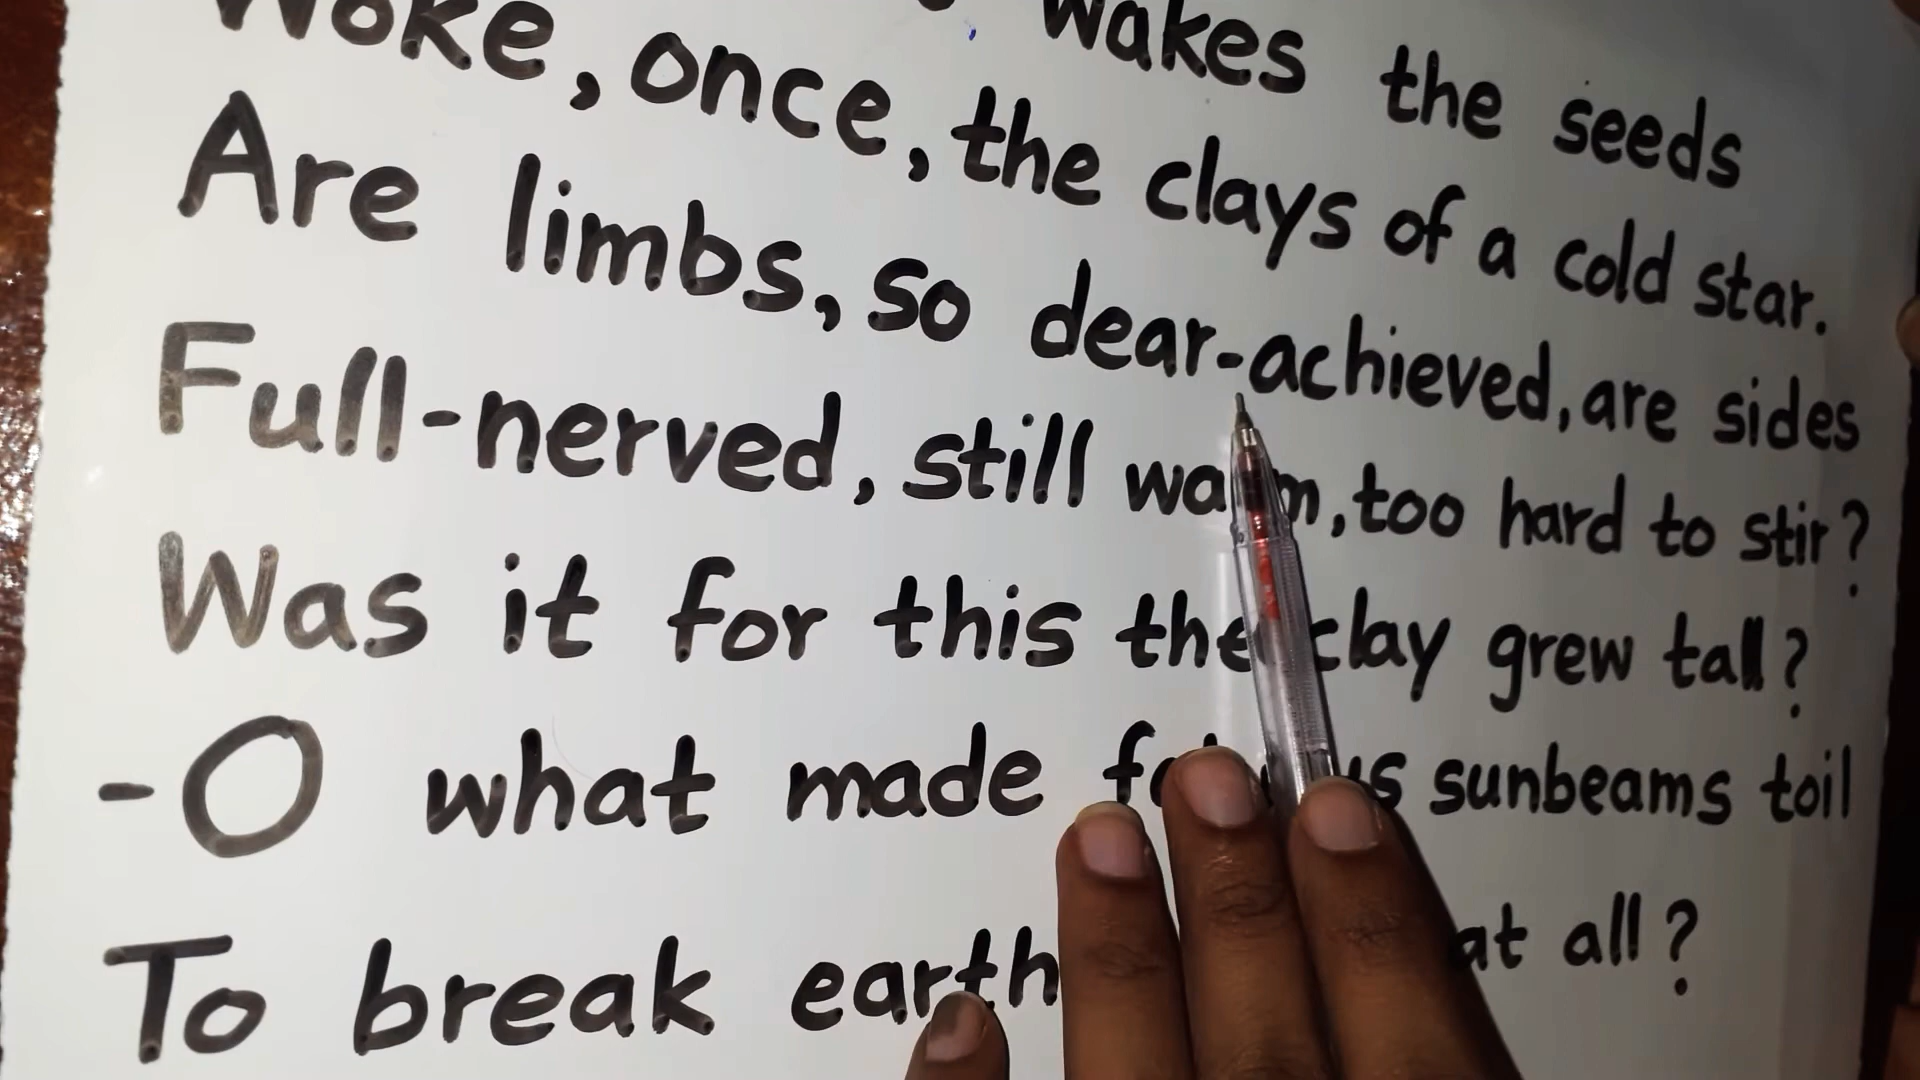 wakes the seeds
Woke, once, the clays of a cold star.
Are limbs, so dear-achieved, are sides
Full-nerved, still warm, too hard to stir?
Was it for this the clay grew tall?
-O what made sunbeams toil
To break earth at all?